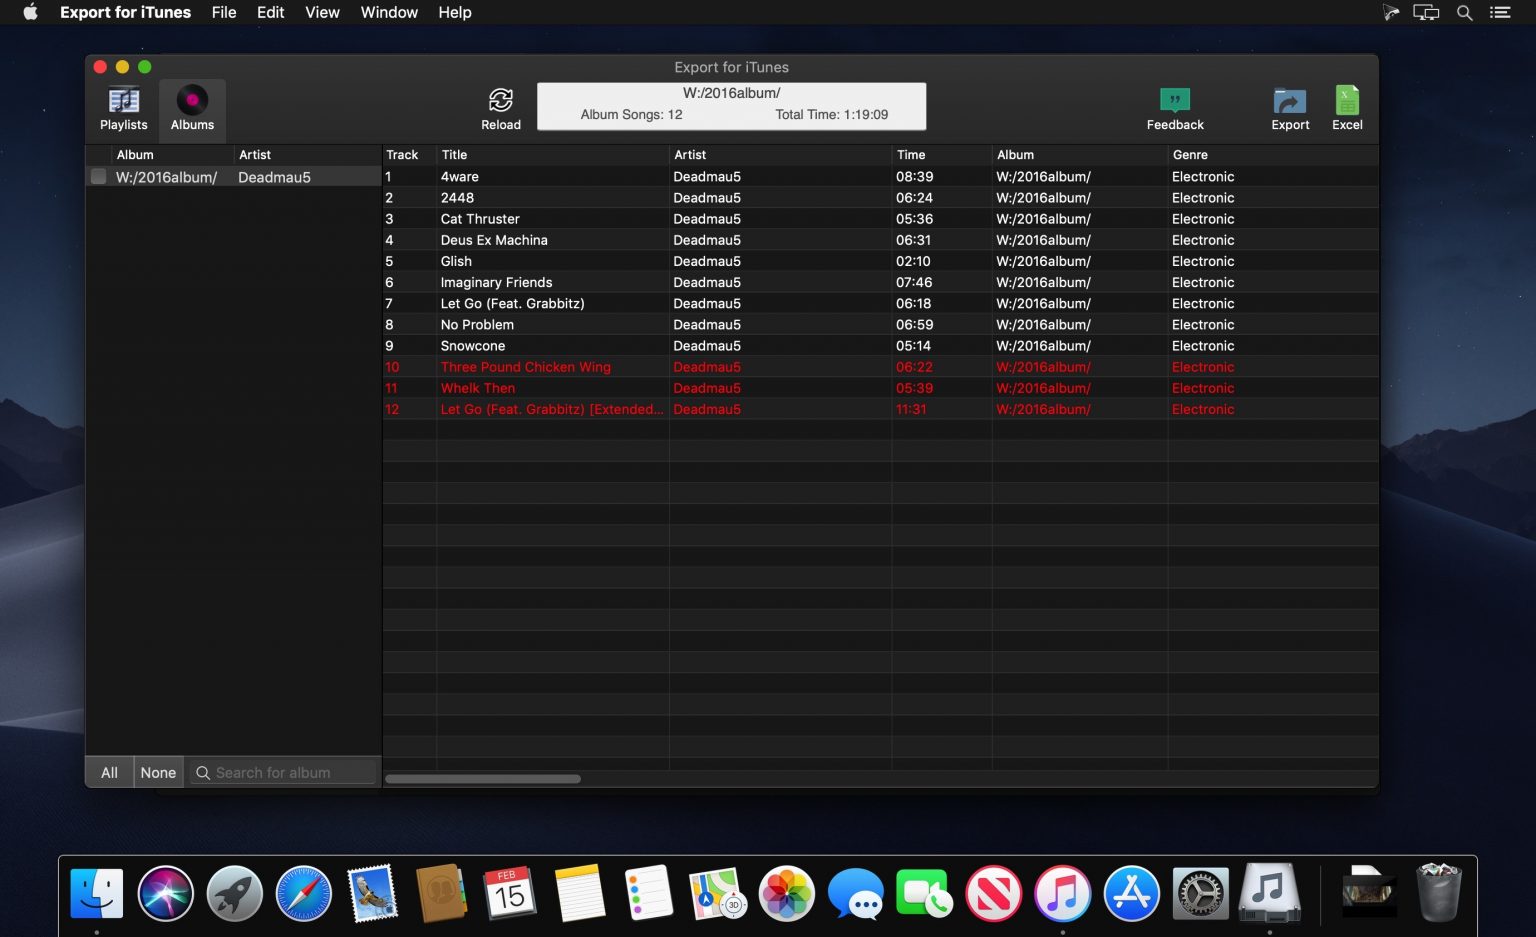 Export for iTunes File Edit View Window Help
Export for iTunes
W:/2016album/
Album Songs: 12 Total Time: 1:19:09
Playlists Albums Reload Feedback Export Excel
Album Artist Track Title Artist Time Album Genre
W:/2016album/ Deadmau5 1 4ware Deadmau5 08:39 W:/2016album/ Electronic
2 2448 Deadmau5 06:24 W:/2016album/ Electronic
3 Cat Thruster Deadmau5 05:36 W:/2016album/ Electronic
4 Deus Ex Machina Deadmau5 06:31 W:/2016album/ Electronic
5 Glish Deadmau5 02:10 W:/2016album/ Electronic
6 Imaginary Friends Deadmau5 07:46 W:/2016album/ Electronic
7 Let Go (Feat. Grabbitz) Deadmau5 06:18 W:/2016album/ Electronic
8 No Problem Deadmau5 06:59 W:/2016album/ Electronic
9 Snowcone Deadmau5 05:14 W:/2016album/ Electronic
10 Three Pound Chicken Wing Deadmau5 06:22 W:/2016album/ Electronic
11 Whelk Then Deadmau5 05:39 W:/2016album/ Electronic
12 Let Go (Feat. Grabbitz) [Extended... Deadmau5 11:31 W:/2016album/ Electronic
All None Search for album
FEB
15
3D